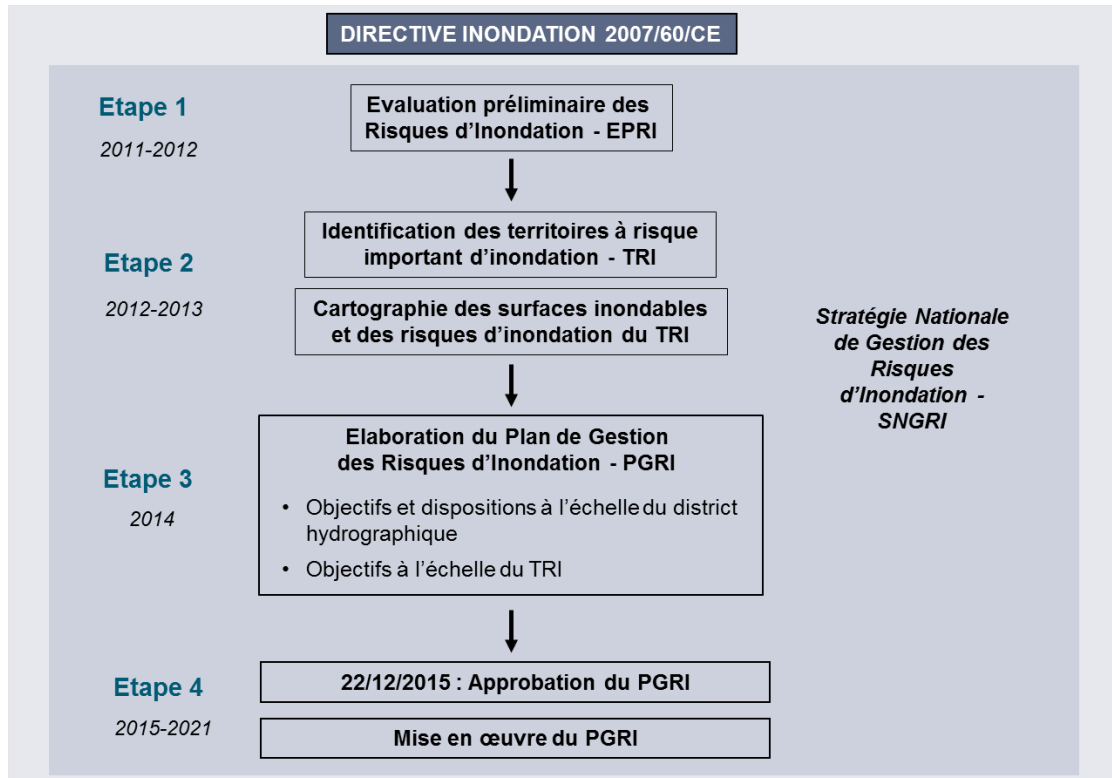 DIRECTIVE INONDATION 2007/60/CE
Etape 1
2011-2012
Evaluation préliminaire des
Risques d'Inondation - EPRI
Etape 2
2012-2013
Identification des territoires à risque
important d'inondation - TRI
Cartographie des surfaces inondables
et des risques d'inondation du TRI
Stratégie Nationale
de Gestion des
Risques
d'Inondation -
SNGRI
Etape 3
2014
Elaboration du Plan de Gestion
des Risques d'Inondation - PGRI
• Objectifs et dispositions à l'échelle du district
hydrographique
• Objectifs à l'échelle du TRI
Etape 4
2015-2021
22/12/2015 : Approbation du PGRI
Mise en œuvre du PGRI